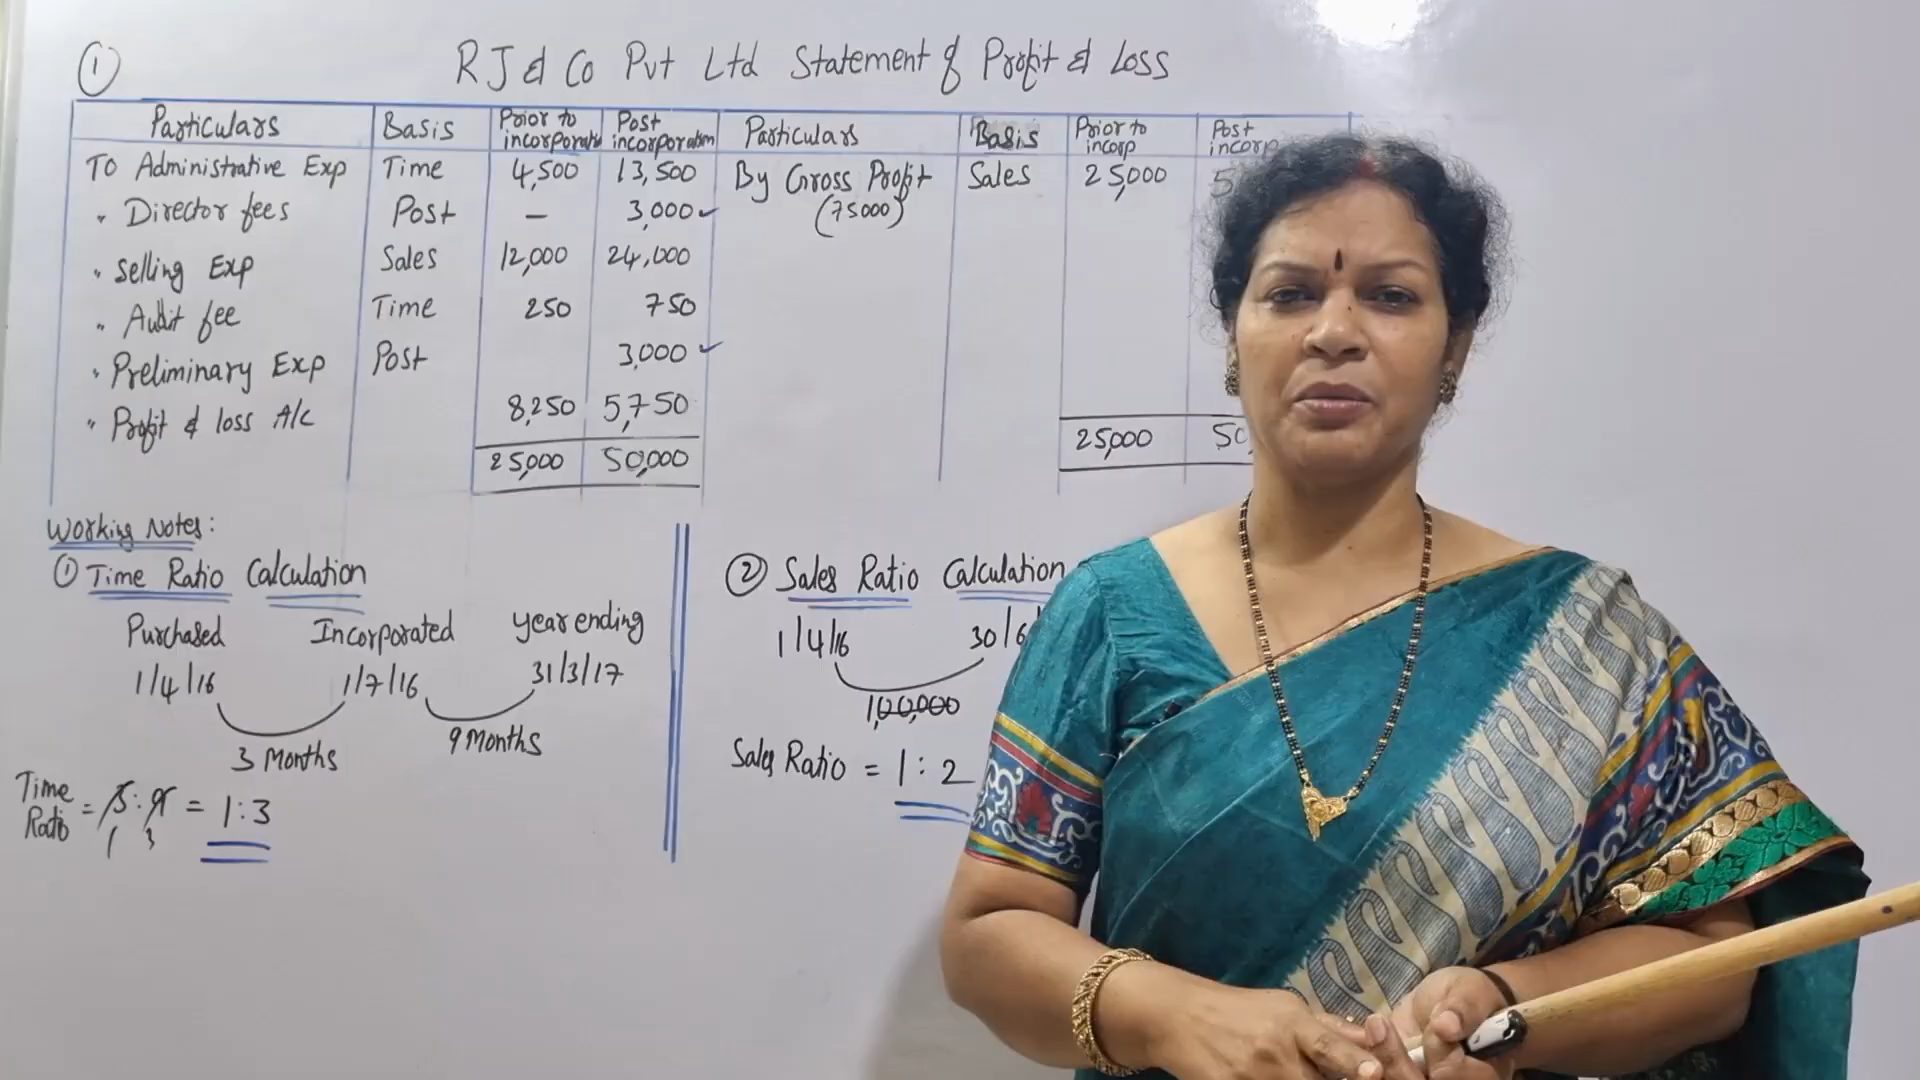 ①
R J & Co Pvt Ltd Statement of Profit & Loss
Particulars Basis Prior to incorporatn Post incorporation Particulars Basis Prior to incorp Post incorp
To Administrative Exp Time 4,500 13,500 By Gross Profit Sales 25,000 5
(75000)
" Director fees Post — 3,000 ✓
" Selling Exp Sales 12,000 24,000
" Audit fee Time 250 750
" Preliminary Exp Post 3,000 ✓
" Profit & loss A/c 8,250 5,750
25,000 50,000 25,000 50,
Working Notes:
① Time Ratio Calculation
Purchased Incorporated Year ending
1/4/16 1/7/16 31/3/17
3 Months 9 Months
Time Ratio = 3:9 = 1:3
1 3
② Sales Ratio Calculation
1/4/16 30/6
1,00,000
Sales Ratio = 1:2